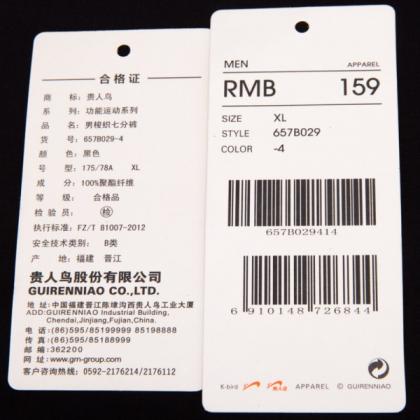 合格证
商 标: 贵人鸟
系 列: 功能运动系列
品 名: 男梭织七分裤
货 号: 657B029-4
颜 色: 黑色
号 型: 175/78A XL
成 分: 100%聚酯纤维
等 级: 合格品
检 验 员: 检
执行标准: FZ/T 81007-2012
安全技术类别: B类
产 地: 福建 晋江
贵人鸟股份有限公司
GUIRENNIAO CO.,LTD.
地 址: 中国福建晋江陈埭沟西贵人鸟工业大厦
ADD: GUIRENNIAO Industrial Building,
Chendai,Jinjiang,Fujian,China.
电 话: (86)595/85199999 85198888
传 真: (86)595/85188999
邮 编: 362200
网 址: www.grn-group.com
客户咨询热线: 0592-2176214/2176112
MEN APPAREL
RMB 159
SIZE XL
STYLE 657B029
COLOR -4
657B029414
6 910148 726844
K-bird 贵人鸟 APPAREL © GUIRENNIAO